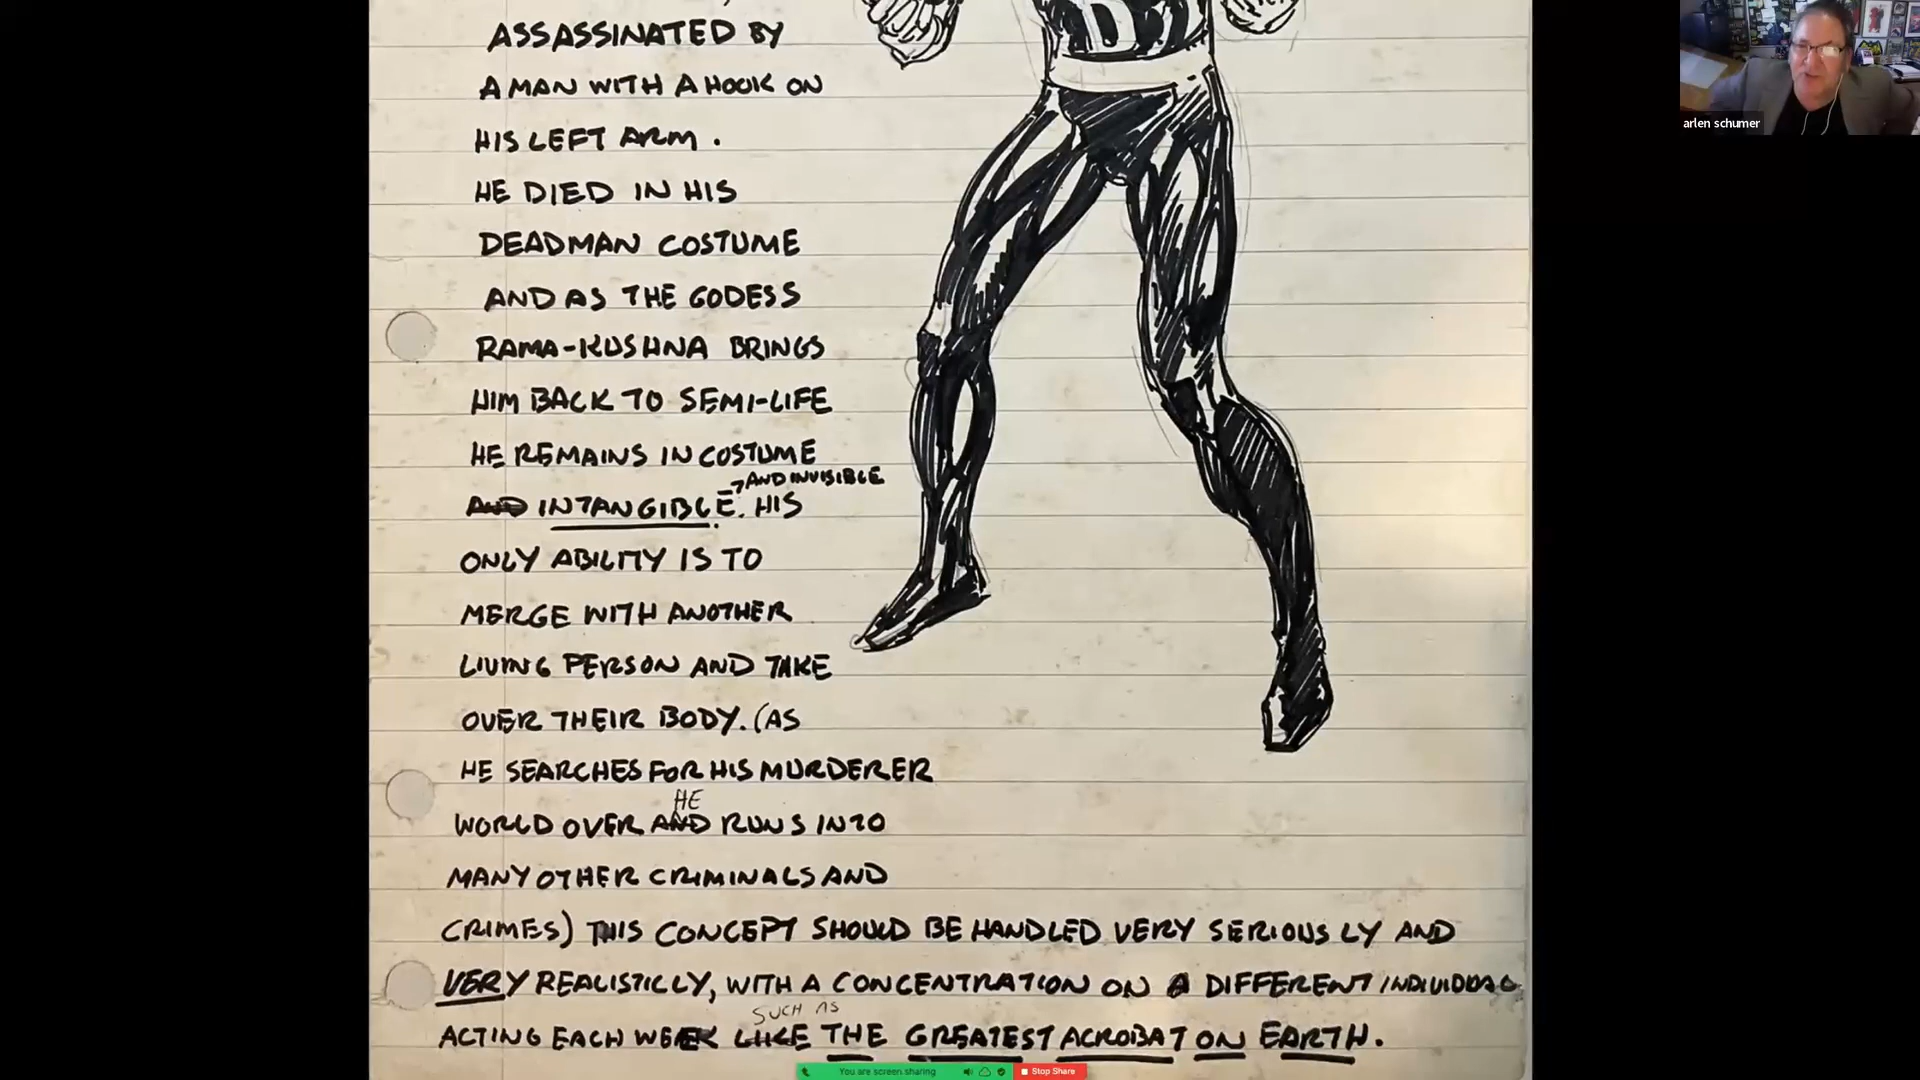 ASSASSINATED BY
A MAN WITH A HOOK ON
HIS LEFT ARM.
HE DIED IN HIS
DEADMAN COSTUME
AND AS THE GODESS
RAMA-KUSHNA BRINGS
HIM BACK TO SEMI-LIFE
HE REMAINS IN COSTUME
AND INVISIBLE
AND INTANGIBLE. HIS
ONLY ABILITY IS TO
MERGE WITH ANOTHER
LIVING PERSON AND TAKE
OVER THEIR BODY. (AS
HE SEARCHES FOR HIS MURDERER
HE
WORLD OVER AND RUNS INTO
MANY OTHER CRIMINALS AND
CRIMES) THIS CONCEPT SHOULD BE HANDLED VERY SERIOUSLY AND
VERY REALISTICLY, WITH A CONCENTRATION ON A DIFFERENT INDIVIDUAL
SUCH AS
ACTING EACH WEEK LIKE THE GREATEST ACROBAT ON EARTH.
D
arlen schumer
You are screen sharing
Stop Share